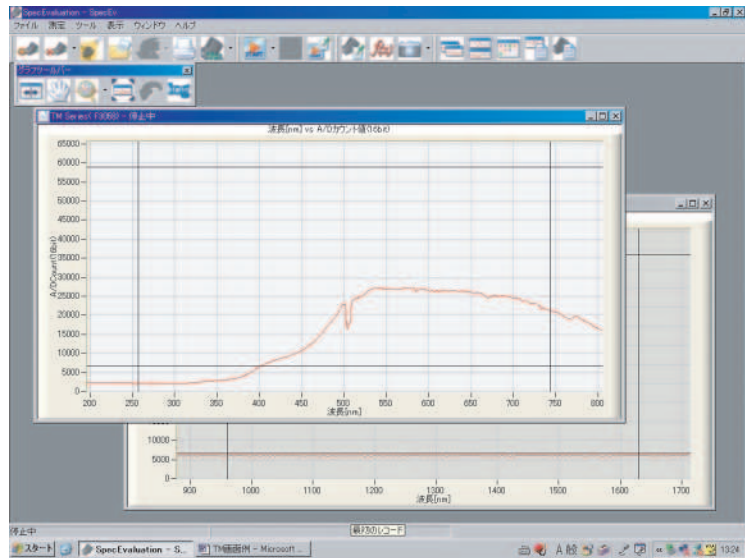 SpecEvaluation - SpecEv
ファイル 測定 ツール 表示 ウィンドウ ヘルプ
グラフツールバー
TM Series( F3066) - 停止中
波長[nm] vs A/Dカウント値(16bit)
65000
60000
55000
50000
45000
40000
35000
30000
25000
20000
15000
10000
5000
0
A/DCount(16bit)
200 250 300 350 400 450 500 550 600 650 700 750 800
波長[nm]
10000
5000
0
900 1000 1100 1200 1300 1400 1500 1600 1700
波長[nm]
停止中
最初のレコード
スタート
SpecEvaluation - S...
TM画面例 - Microsoft ...
A 般
13:24